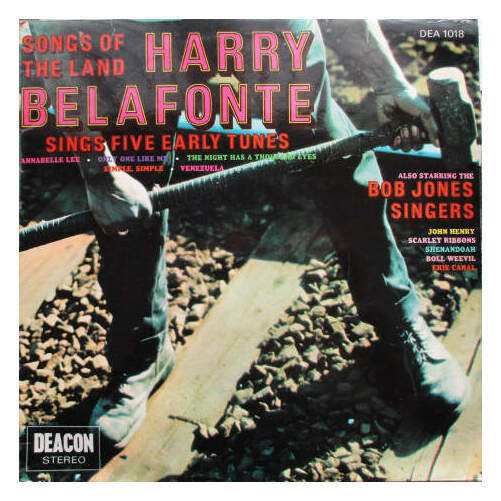 SONGS OF
THE LAND
HARRY
BELAFONTE
DEA 1018
SINGS FIVE EARLY TUNES
ANNABELLE LEE • ONLY ONE LIKE ME • THE NIGHT HAS A THOUSAND EYES
SIMPLE, SIMPLE • VENEZUELA
ALSO STARRING THE
BOB JONES
SINGERS
JOHN HENRY
SCARLET RIBBONS
SHENANDOAH
BOLL WEEVIL
ERIE CANAL
DEACON
STEREO